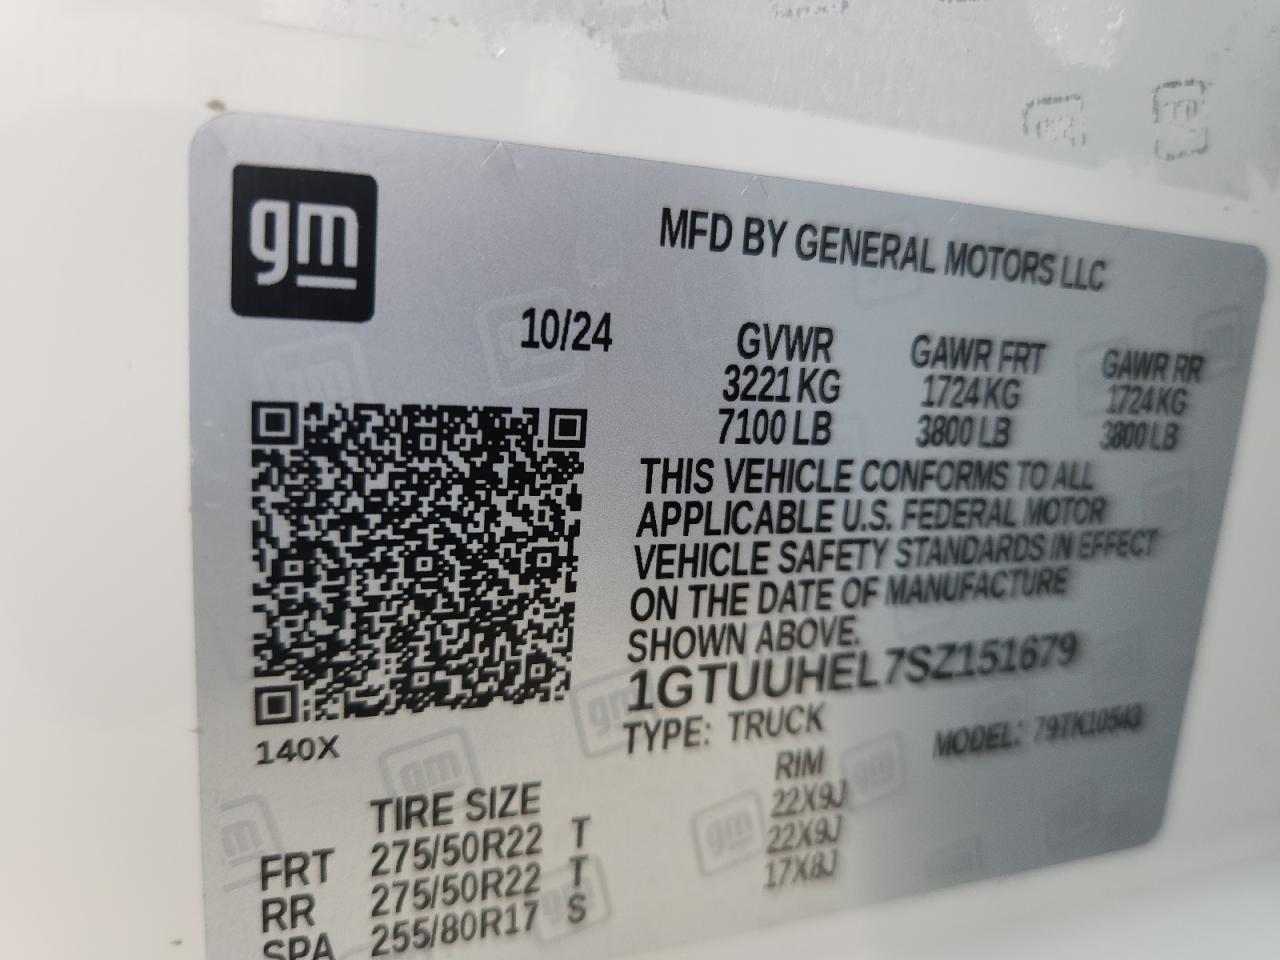 gm
MFD BY GENERAL MOTORS LLC
10/24
GVWR GAWR FRT GAWR RR
3221 KG 1724 KG 1724 KG
7100 LB 3800 LB 3800 LB
THIS VEHICLE CONFORMS TO ALL
APPLICABLE U.S. FEDERAL MOTOR
VEHICLE SAFETY STANDARDS IN EFFECT
ON THE DATE OF MANUFACTURE
SHOWN ABOVE.
1GTUUHEL7SZ151679
TYPE: TRUCK MODEL: 79TK10543
140X
TIRE SIZE RIM
FRT 275/50R22 T 22X9J
RR 275/50R22 T 22X9J
SPA 255/80R17 S 17X8J